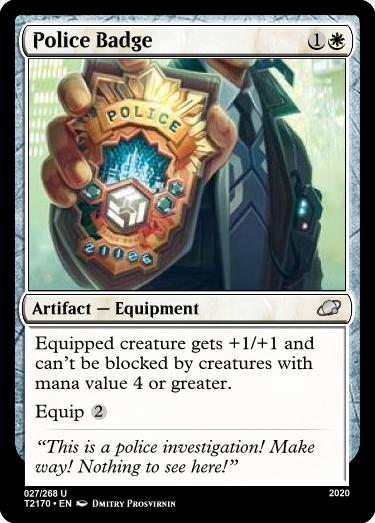 Police Badge
1
POLICE
21126
Artifact — Equipment
Equipped creature gets +1/+1 and
can't be blocked by creatures with
mana value 4 or greater.
Equip 2
“This is a police investigation! Make
way! Nothing to see here!”
027/268 U
2020
T2170 • EN Dmitry Prosvirnin